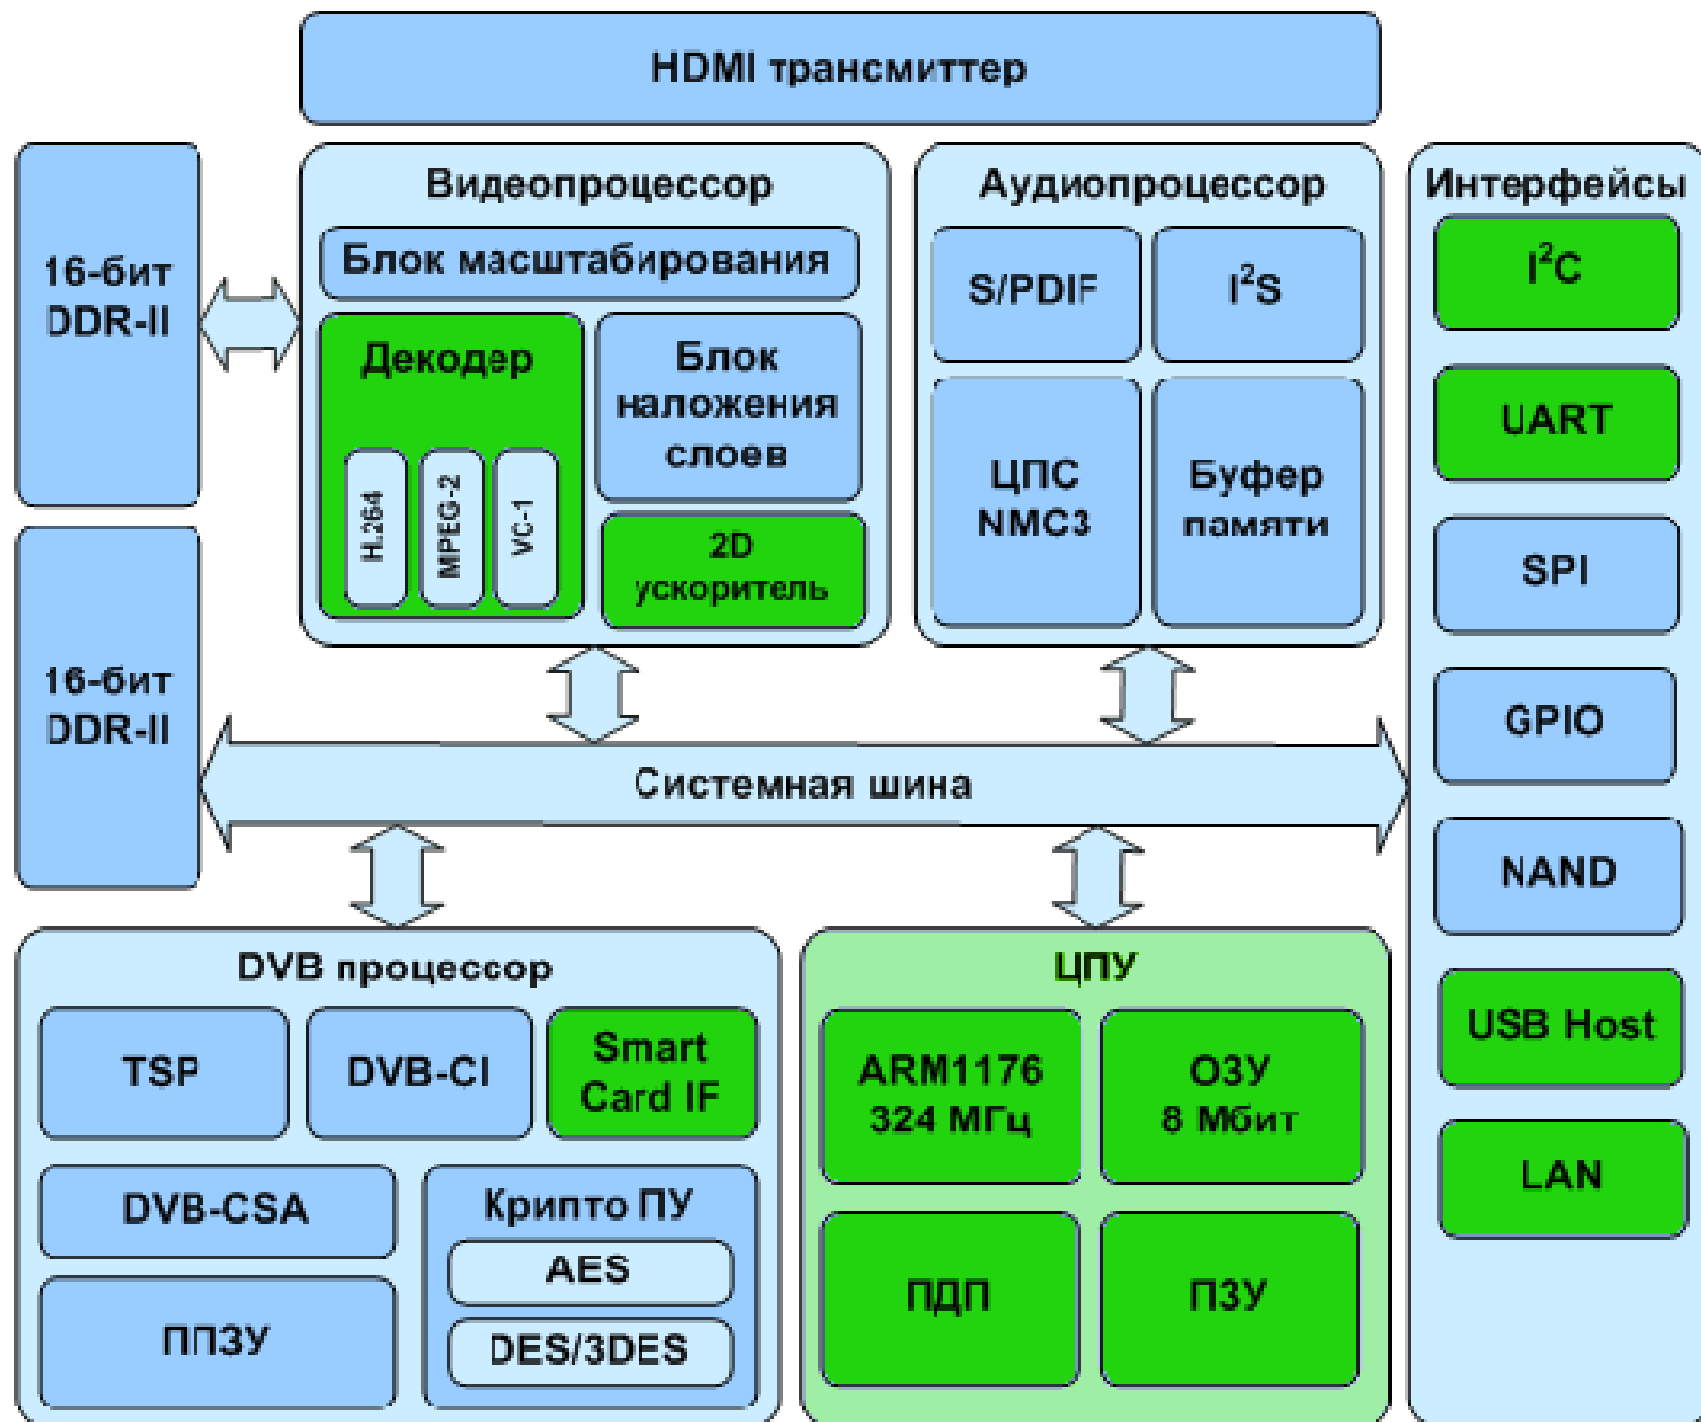 HDMI трансмиттер
16-бит
DDR-II
Видеопроцессор
Блок масштабирования
Декодер
H.264
MPEG-2
VC-1
Блок
наложения
слоев
2D
ускоритель
Аудиопроцессор
S/PDIF
I²S
ЦПС
NMC3
Буфер
памяти
Интерфейсы
I²C
UART
SPI
GPIO
NAND
USB Host
LAN
16-бит
DDR-II
Системная шина
DVB процессор
TSP
DVB-CI
Smart
Card IF
DVB-CSA
ППЗУ
Крипто ПУ
AES
DES/3DES
ЦПУ
ARM1176
324 МГц
ОЗУ
8 Мбит
ПДП
ПЗУ